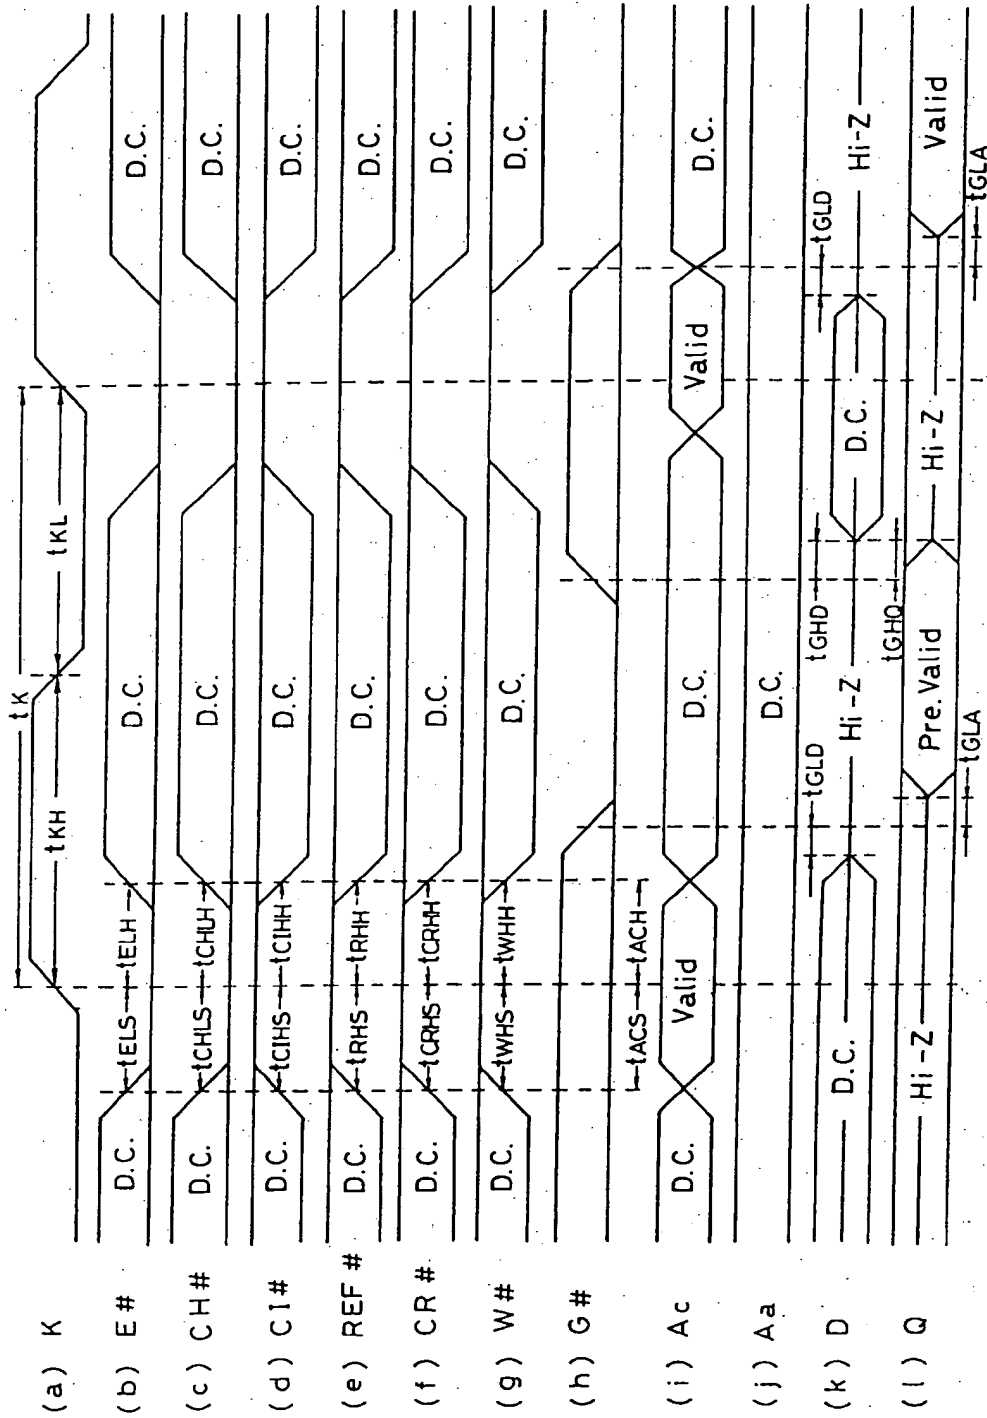 (a) K
tK
tKH
tKL
(b) E#
D.C.
tELS
tELH
D.C.
D.C.
(c) CH#
D.C.
tCHLS
tCHLH
D.C.
D.C.
(d) CI#
D.C.
tCIHS
tCIHH
D.C.
D.C.
(e) REF#
D.C.
tRHS
tRHH
D.C.
D.C.
(f) CR#
D.C.
tCRHS
tCRHH
D.C.
D.C.
(g) W#
D.C.
tWHS
tWHH
D.C.
D.C.
(h) G#
tACS
tACH
(i) Ac
D.C.
Valid
D.C.
Valid
D.C.
(j) Aa
D.C.
tGLD
tGHD
tGLD
(k) D
D.C.
Hi-Z
D.C.
Hi-Z
tGHQ
(l) Q
Hi-Z
Pre. Valid
Hi-Z
Valid
tGLA
tGLA